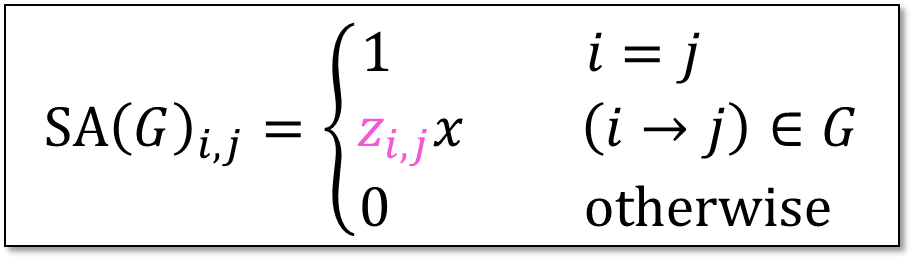 1 i = j
SA(G)_{i,j} = { z_{i,j}x (i → j) ∈ G
0 otherwise